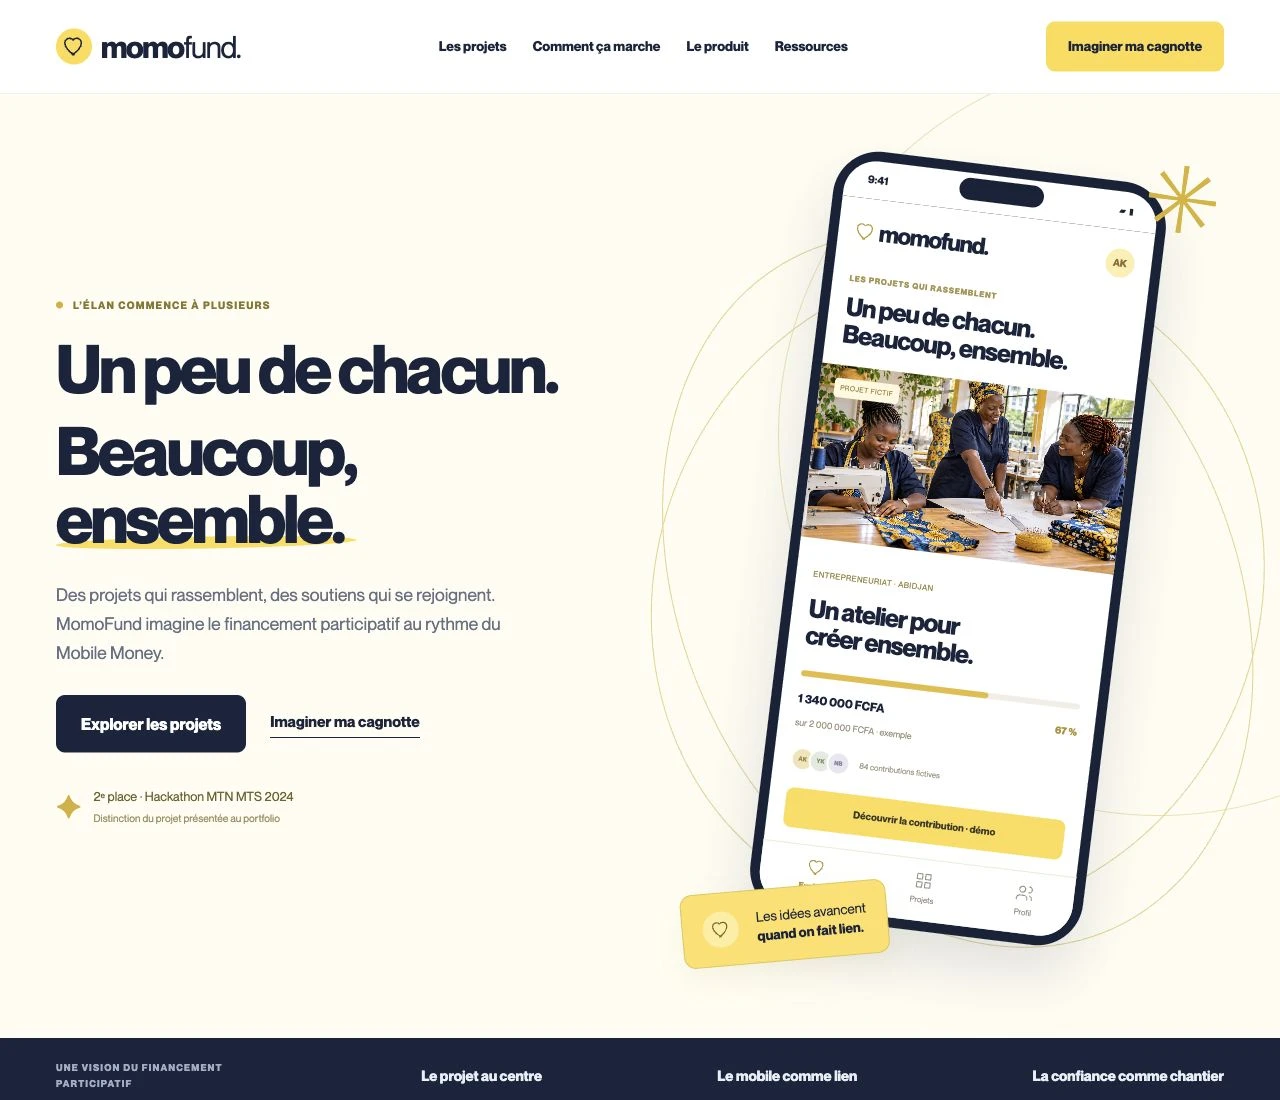 momofund.
Les projets
Comment ça marche
Le produit
Ressources
Imaginer ma cagnotte
L'ÉLAN COMMENCE À PLUSIEURS
Un peu de chacun.
Beaucoup,
ensemble.
Des projets qui rassemblent, des soutiens qui se rejoignent.
MomoFund imagine le financement participatif au rythme du
Mobile Money.
Explorer les projets
Imaginer ma cagnotte
2e place · Hackathon MTN MTS 2024
Distinction du projet présentée au portfolio
9:41
momofund.
AK
LES PROJETS QUI RASSEMBLENT
Un peu de chacun.
Beaucoup, ensemble.
PROJET FICTIF
ENTREPRENEURIAT · ABIDJAN
Un atelier pour
créer ensemble.
1 340 000 FCFA
67 %
sur 2 000 000 FCFA · exemple
AK YK NB
84 contributions fictives
Découvrir la contribution · démo
Projets
Profil
Les idées avancent
quand on fait lien.
UNE VISION DU FINANCEMENT
PARTICIPATIF
Le projet au centre
Le mobile comme lien
La confiance comme chantier